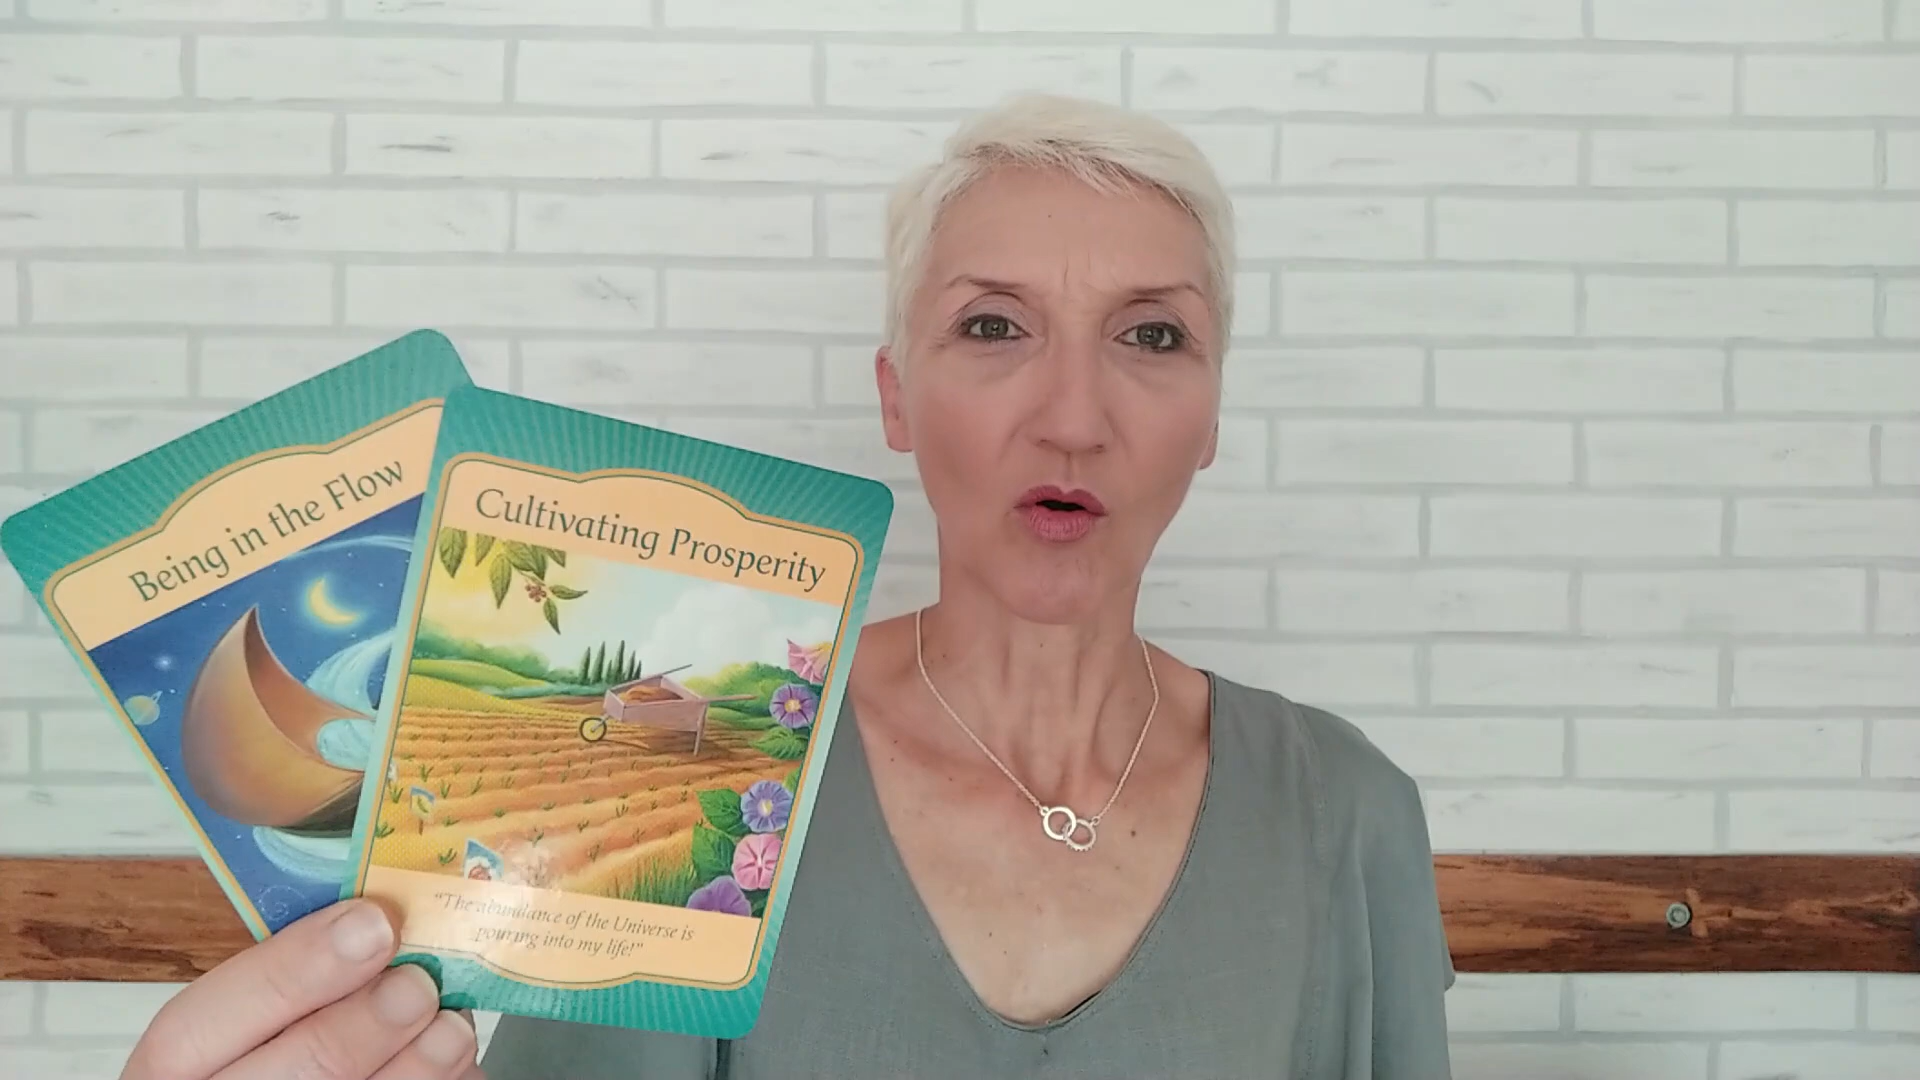 Being in the Flow
Cultivating Prosperity
“The abundance of the Universe is
pouring into my life!”